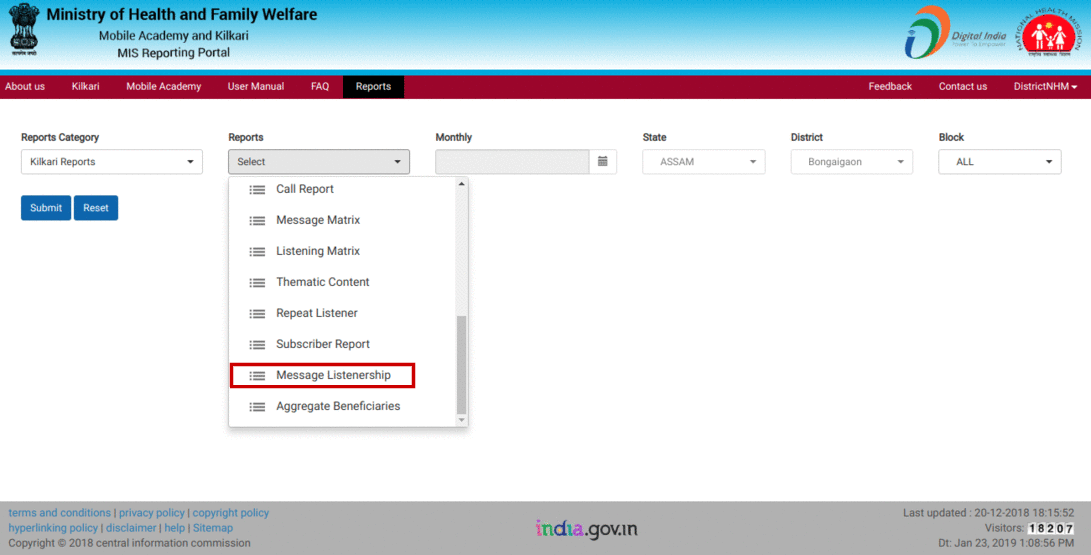 Ministry of Health and Family Welfare
Mobile Academy and Kilkari
MIS Reporting Portal
Digital India
Power To Empower
NATIONAL HEALTH MISSION
About us Kilkari Mobile Academy User Manual FAQ Reports Feedback Contact us DistrictNHM
Reports Category Reports Monthly State District Block
Kilkari Reports Select ASSAM Bongaigaon ALL
Submit Reset
Call Report
Message Matrix
Listening Matrix
Thematic Content
Repeat Listener
Subscriber Report
Message Listenership
Aggregate Beneficiaries
terms and conditions | privacy policy | copyright policy
hyperlinking policy | disclaimer | help | Sitemap
Copyright © 2018 central information commission
india.gov.in
Last updated : 20-12-2018 18:15:52
Visitors: 18207
Dt: Jan 23, 2019 1:08:56 PM